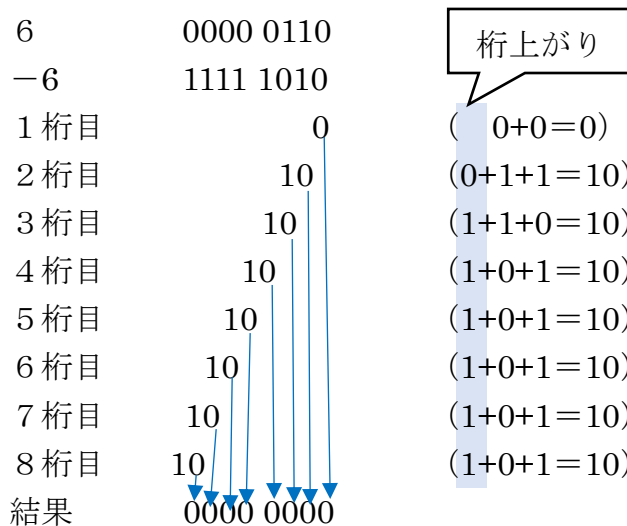 6 0000 0110
－6 1111 1010
桁上がり
１桁目 0 (0+0＝0)
２桁目 10 (0+1+1＝10)
３桁目 10 (1+1+0＝10)
４桁目 10 (1+0+1＝10)
５桁目 10 (1+0+1＝10)
６桁目 10 (1+0+1＝10)
７桁目 10 (1+0+1＝10)
８桁目 10 (1+0+1＝10)
結果 0000 0000